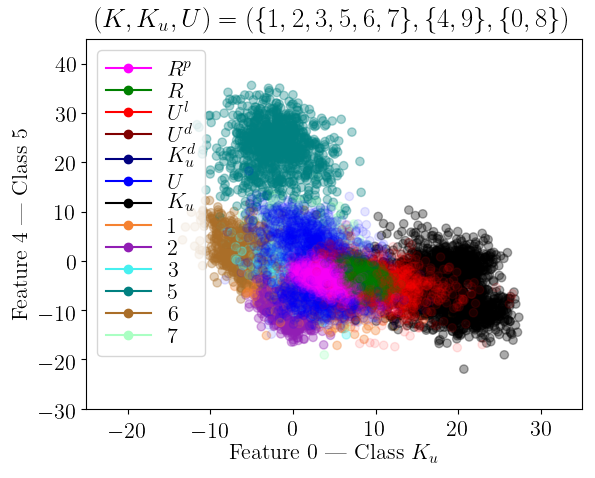 (K, K_u, U) = ({1, 2, 3, 5, 6, 7}, {4, 9}, {0, 8})
Feature 4 — Class 5
40
30
20
10
0
−10
−20
−30
R^p
R
U^l
U^d
K_u^d
U
K_u
1
2
3
5
6
7
−20
−10
0
10
20
30
Feature 0 — Class K_u